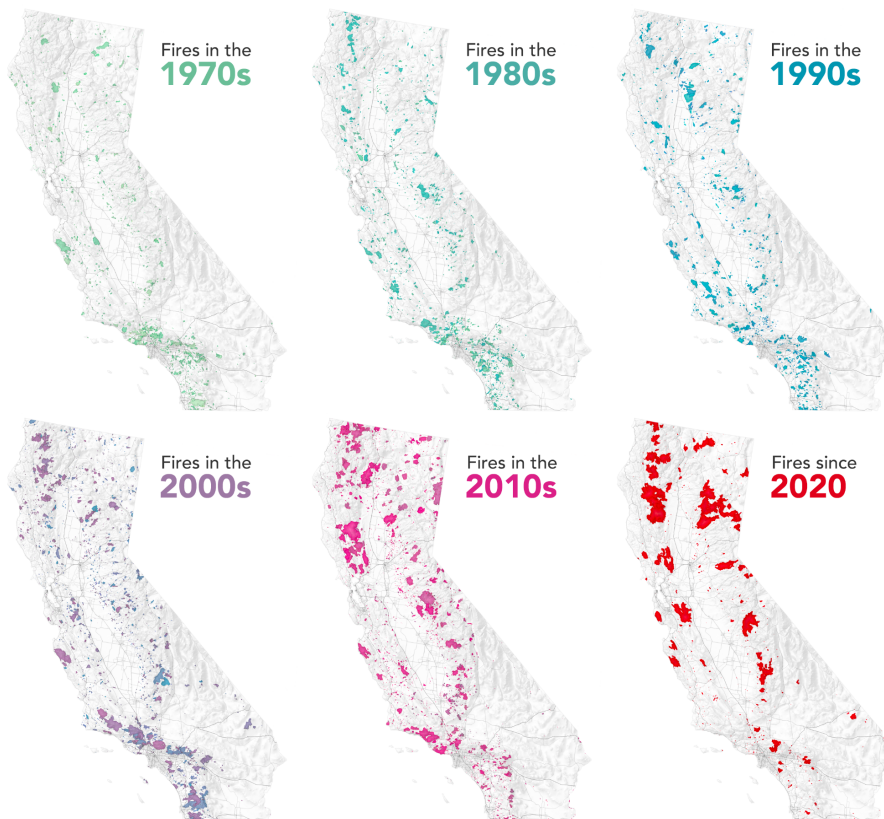 Fires in the
1970s
Fires in the
1980s
Fires in the
1990s
Fires in the
2000s
Fires in the
2010s
Fires since
2020